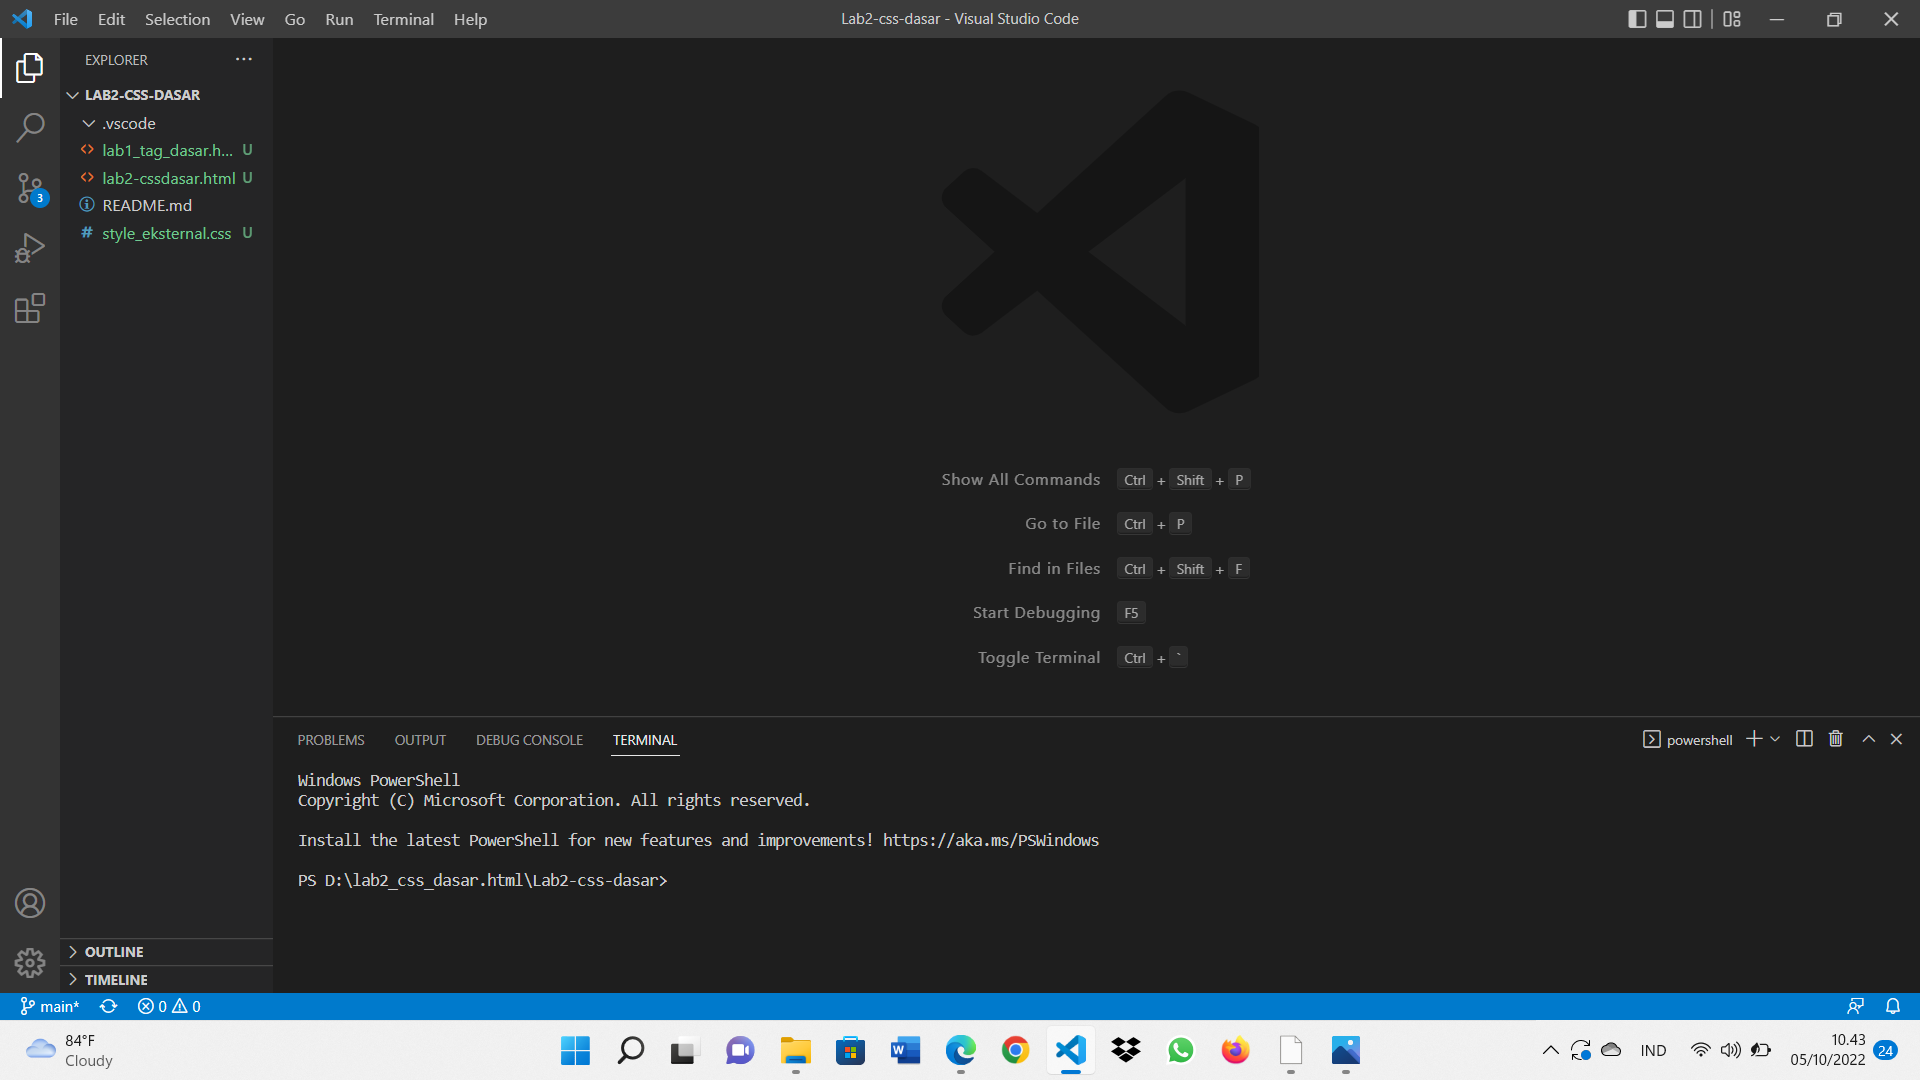 File Edit Selection View Go Run Terminal Help
Lab2-css-dasar - Visual Studio Code
EXPLORER
LAB2-CSS-DASAR
.vscode
lab1_tag_dasar.h... U
lab2-cssdasar.html U
README.md
style_eksternal.css U
3
Show All Commands Ctrl + Shift + P
Go to File Ctrl + P
Find in Files Ctrl + Shift + F
Start Debugging F5
Toggle Terminal Ctrl + `
PROBLEMS OUTPUT DEBUG CONSOLE TERMINAL
powershell
Windows PowerShell
Copyright (C) Microsoft Corporation. All rights reserved.
Install the latest PowerShell for new features and improvements! https://aka.ms/PSWindows
PS D:\lab2_css_dasar.html\Lab2-css-dasar>
OUTLINE
TIMELINE
main* 0 0
84°F
Cloudy
IND
10.43
05/10/2022
24